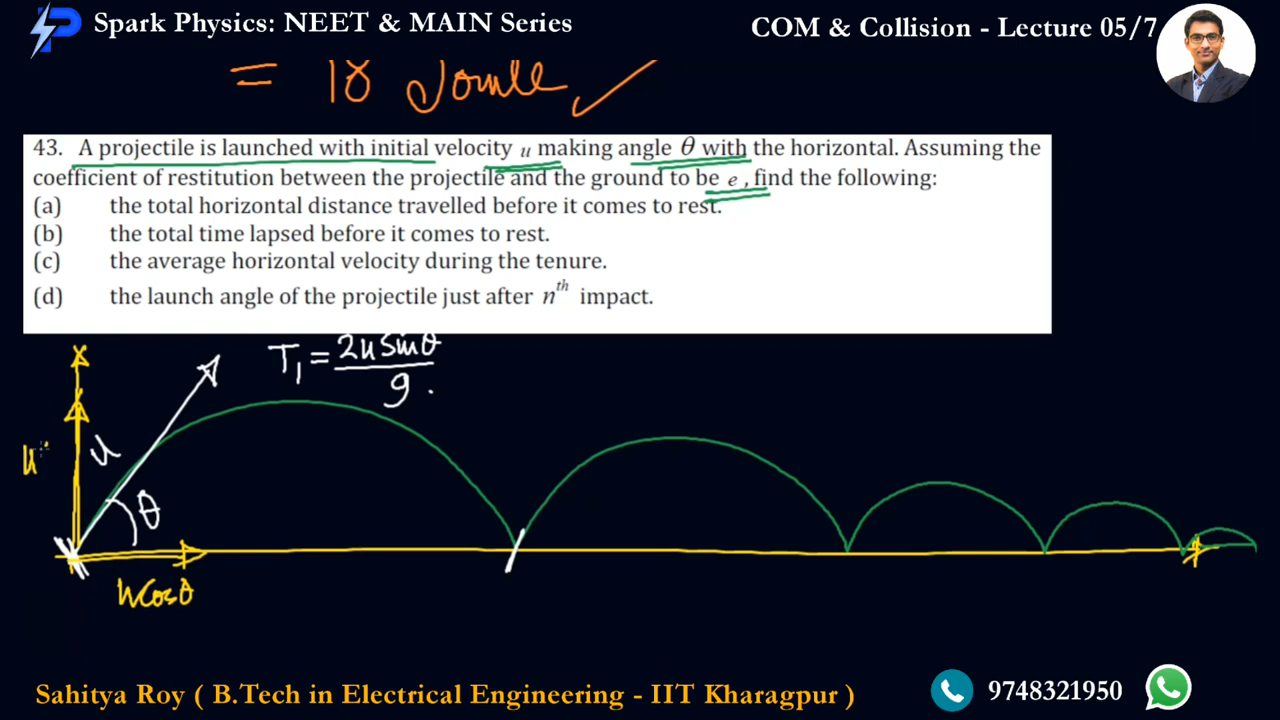 Spark Physics: NEET & MAIN Series
COM & Collision - Lecture 05/7
= 18 Joule ✓
43. A projectile is launched with initial velocity u making angle θ with the horizontal. Assuming the
coefficient of restitution between the projectile and the ground to be e, find the following:
(a) the total horizontal distance travelled before it comes to rest.
(b) the total time lapsed before it comes to rest.
(c) the average horizontal velocity during the tenure.
(d) the launch angle of the projectile just after n^th impact.
T₁ = 2u sinθ / g.
u
u
θ
u cosθ
Sahitya Roy ( B.Tech in Electrical Engineering - IIT Kharagpur )
9748321950